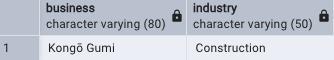 business industry
character varying (80) character varying (50)
1 Kongō Gumi Construction